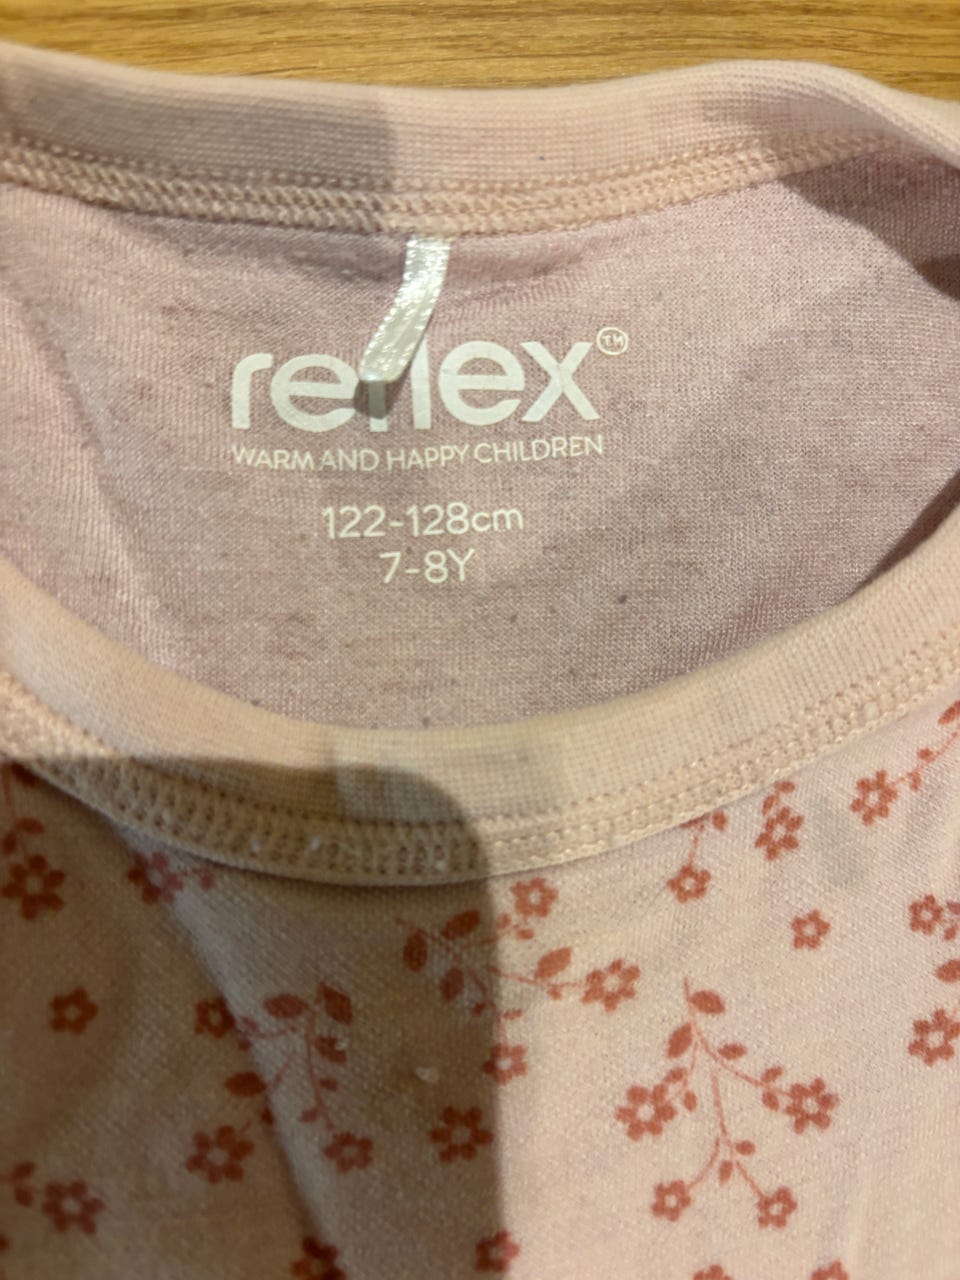 reflex™
WARM AND HAPPY CHILDREN
122-128cm
7-8Y